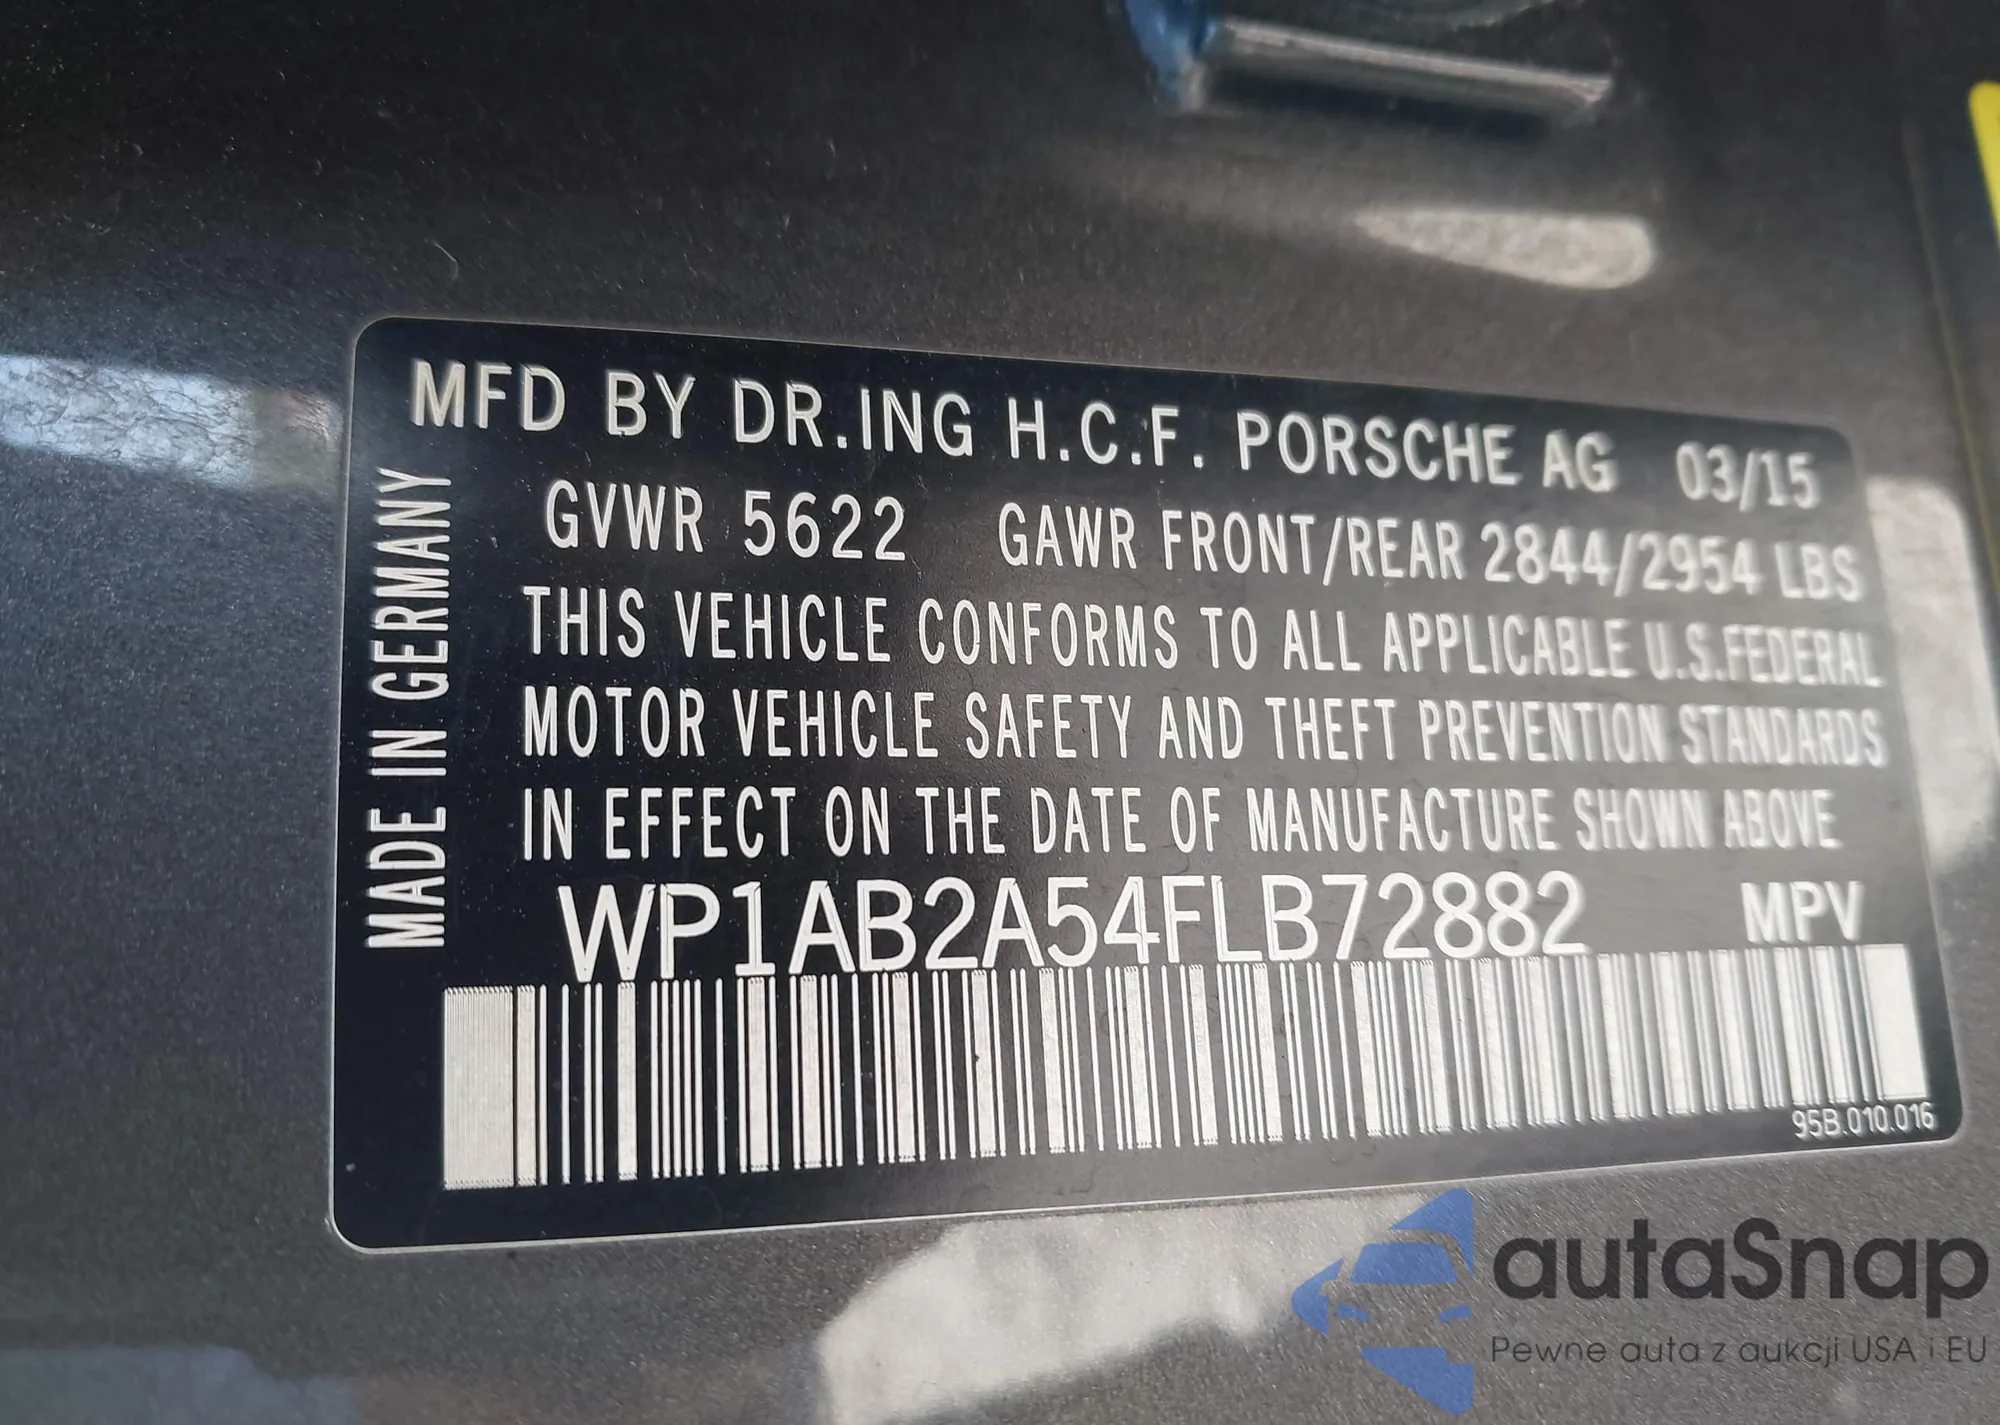 MFD BY DR.ING H.C.F. PORSCHE AG 03/15
GVWR 5622 GAWR FRONT/REAR 2844/2954 LBS
THIS VEHICLE CONFORMS TO ALL APPLICABLE U.S.FEDERAL
MOTOR VEHICLE SAFETY AND THEFT PREVENTION STANDARDS
IN EFFECT ON THE DATE OF MANUFACTURE SHOWN ABOVE
WP1AB2A54FLB72882 MPV
MADE IN GERMANY
95B.010.016
autaSnap
Pewne auta z aukcji USA i EU